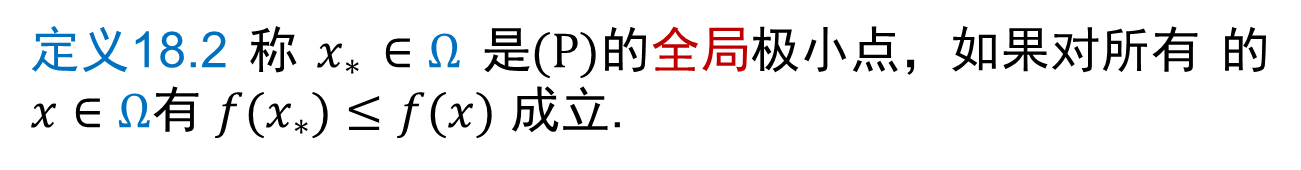 定义18.2 称 x* ∈ Ω 是(P)的全局极小点，如果对所有 的
x ∈ Ω有 f(x*) ≤ f(x) 成立.